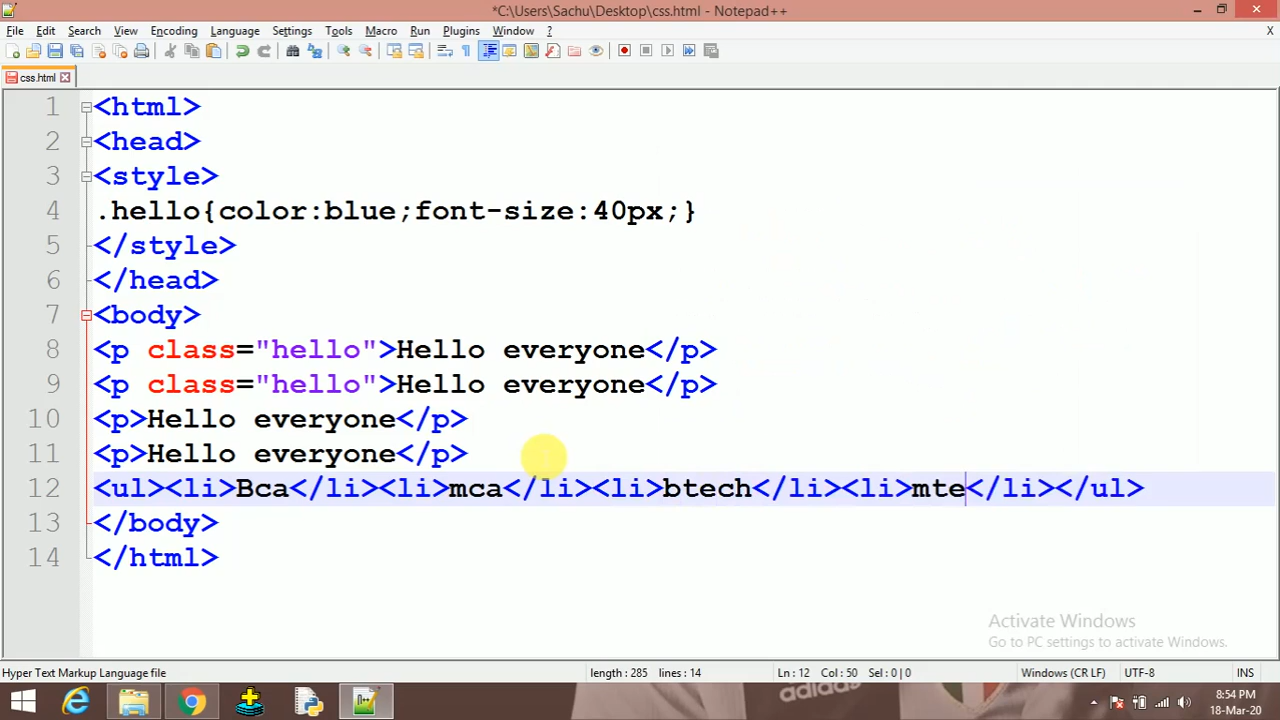 *C:\Users\Sachu\Desktop\css.html - Notepad++
File Edit Search View Encoding Language Settings Tools Macro Run Plugins Window ? X
css.html
1 <html>
2 <head>
3 <style>
4 .hello{color:blue;font-size:40px;}
5 </style>
6 </head>
7 <body>
8 <p class="hello">Hello everyone</p>
9 <p class="hello">Hello everyone</p>
10 <p>Hello everyone</p>
11 <p>Hello everyone</p>
12 <ul><li>Bca</li><li>mca</li><li>btech</li><li>mte</li></ul>
13 </body>
14 </html>
Activate Windows
Go to PC settings to activate Windows.
Hyper Text Markup Language file length : 285 lines : 14 Ln : 12 Col : 50 Sel : 0 | 0 Windows (CR LF) UTF-8 INS
adidas
8:54 PM
18-Mar-20